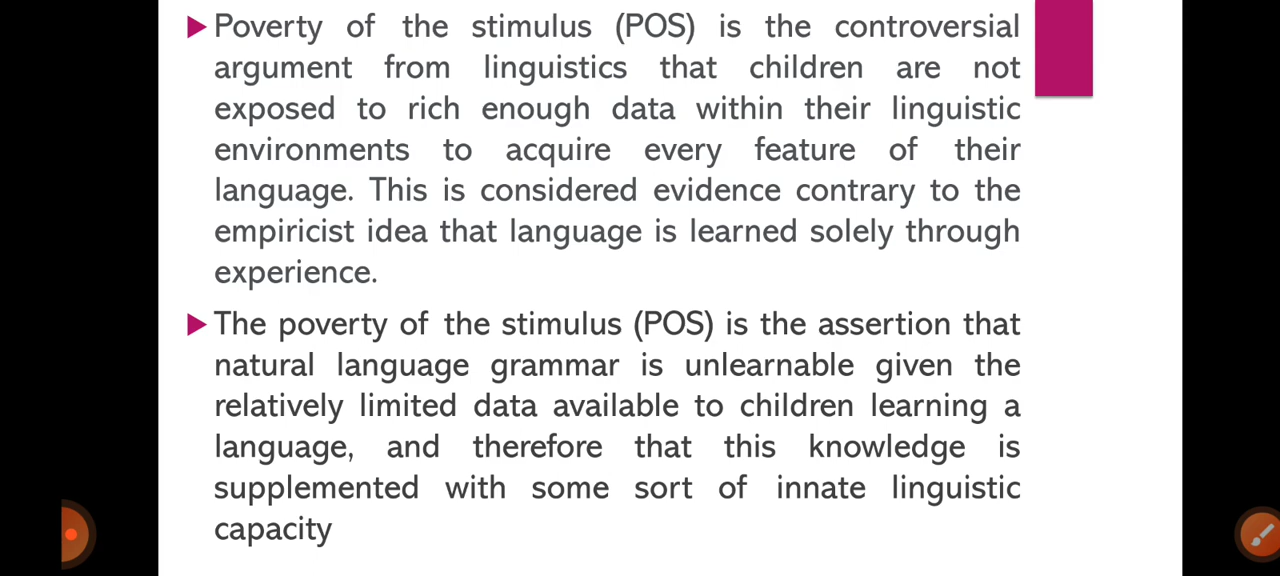 Poverty of the stimulus (POS) is the controversial
argument from linguistics that children are not
exposed to rich enough data within their linguistic
environments to acquire every feature of their
language. This is considered evidence contrary to the
empiricist idea that language is learned solely through
experience.
The poverty of the stimulus (POS) is the assertion that
natural language grammar is unlearnable given the
relatively limited data available to children learning a
language, and therefore that this knowledge is
supplemented with some sort of innate linguistic
capacity